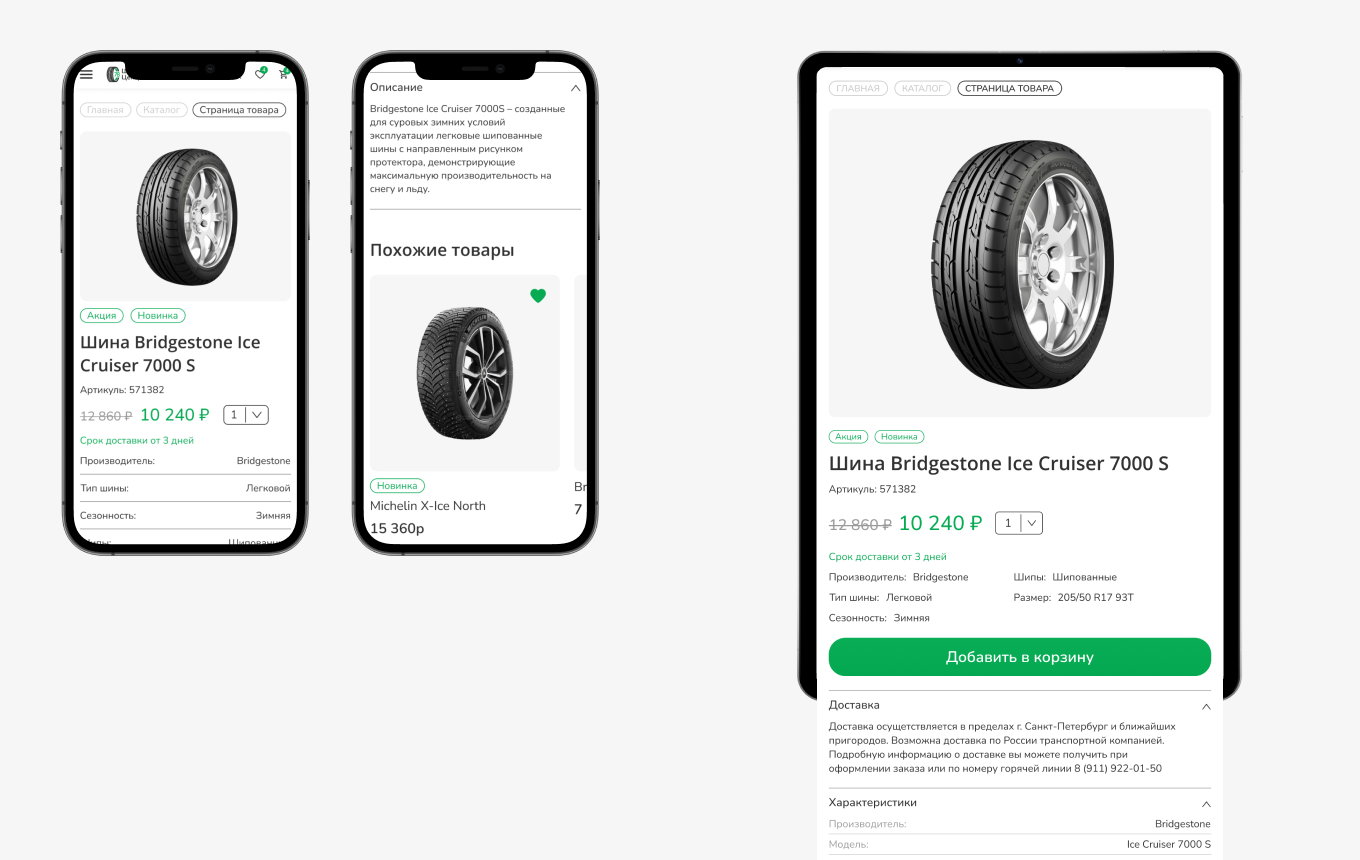 Главная Каталог Страница товара
Акция Новинка
Шина Bridgestone Ice
Cruiser 7000 S
Артикуль: 571382
12 860 ₽ 10 240 ₽ 1
Срок доставки от 3 дней
Производитель: Bridgestone
Тип шины: Легковой
Сезонность: Зимняя
Описание
Bridgestone Ice Cruiser 7000S – созданные
для суровых зимних условий
эксплуатации легковые шипованные
шины с направленным рисунком
протектора, демонстрирующие
максимальную производительность на
снегу и льду.
Похожие товары
Новинка
Michelin X-Ice North
15 360р
Br
7
ГЛАВНАЯ КАТАЛОГ СТРАНИЦА ТОВАРА
Акция Новинка
Шина Bridgestone Ice Cruiser 7000 S
Артикуль: 571382
12 860 ₽ 10 240 ₽ 1
Срок доставки от 3 дней
Производитель: Bridgestone Шипы: Шипованные
Тип шины: Легковой Размер: 205/50 R17 93T
Сезонность: Зимняя
Добавить в корзину
Доставка
Доставка осущетствляется в пределах г. Санкт-Петербург и ближайших
пригородов. Возможна доставка по России транспортной компанией.
Подробную информацию о доставке вы можете получить при
оформлении заказа или по номеру горячей линии 8 (911) 922-01-50
Характеристики
Производитель: Bridgestone
Модель: Ice Cruiser 7000 S